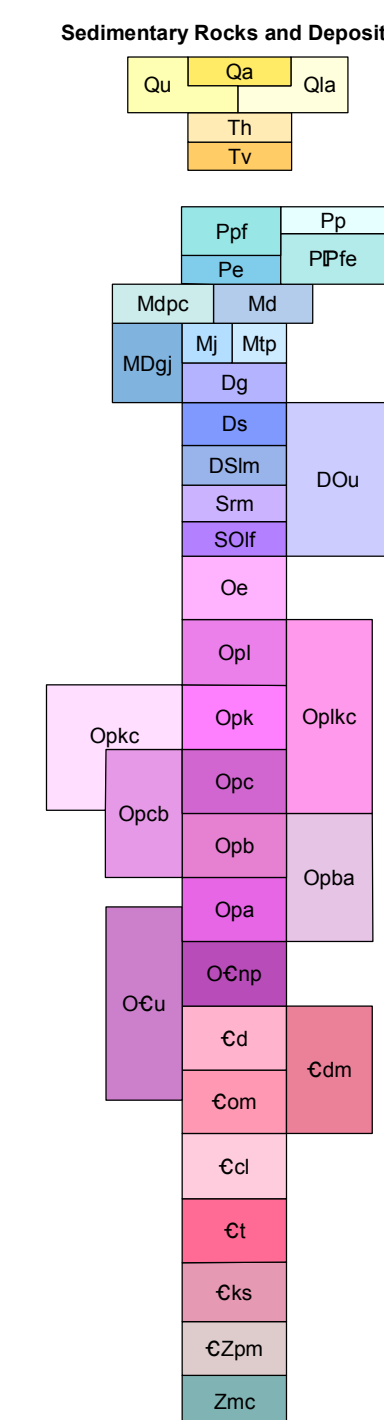 Sedimentary Rocks and Deposit
Qu
Qa
Qla
Th
Tv
Ppf
Pp
Pe
Mdpc
Md
MDgj
Mj
Mtp
Dg
Ds
DOu
DSlm
Srm
SOlf
Oe
Opl
Opkc
Opk
Oplkc
Opc
Opcb
Opb
Opba
Opa
O€u
O€np
€d
€dm
€om
€cl
€t
€ks
€Zpm
Zmc